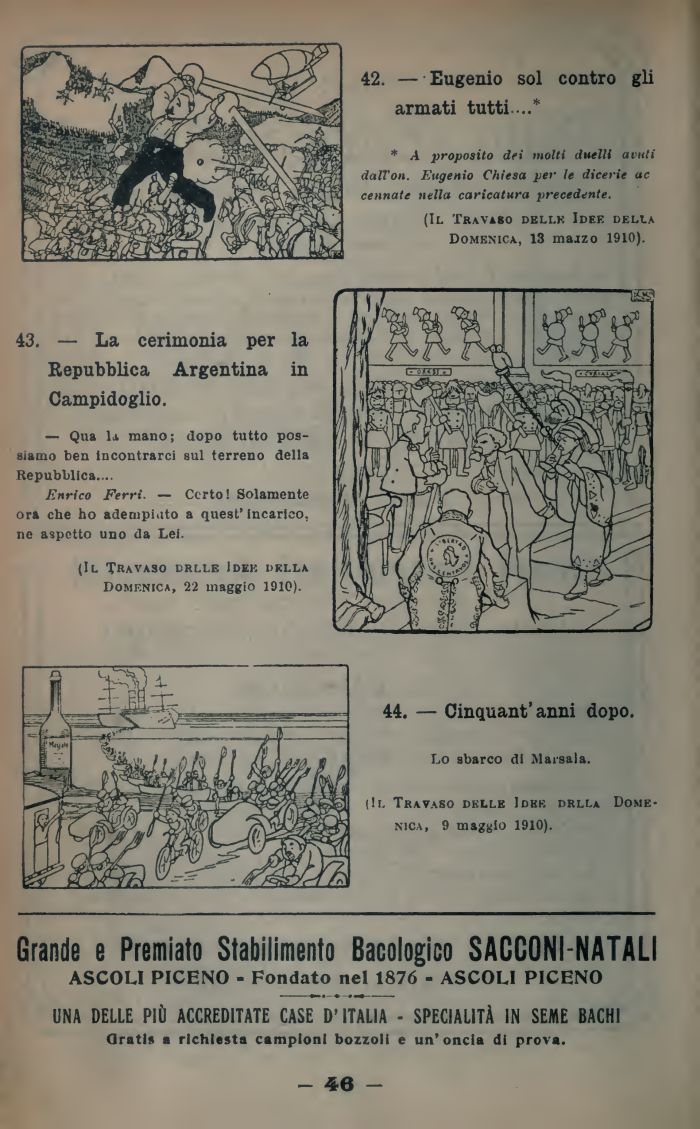 42. — Eugenio sol contro gli
armati tutti....*
* A proposito dei molti duelli avuti
dall'on. Eugenio Chiesa per le dicerie ac
cennate nella caricatura precedente.
(IL TRAVASO DELLE IDEE DELLA
DOMENICA, 13 marzo 1910).
43. — La cerimonia per la
Repubblica Argentina in
Campidoglio.
— Qua la mano; dopo tutto pos-
siamo ben incontrarci sul terreno della
Repubblica....
Enrico Ferri. — Certo! Solamente
ora che ho adempiuto a quest'incarico,
ne aspetto uno da Lei.
(IL TRAVASO DELLE IDEE DELLA
DOMENICA, 22 maggio 1910).
LIBERTAD
44. — Cinquant'anni dopo.
Lo sbarco di Marsala.
(IL TRAVASO DELLE IDEE DELLA DOME-
NICA, 9 maggio 1910).
Grande e Premiato Stabilimento Bacologico SACCONI-NATALI
ASCOLI PICENO - Fondato nel 1876 - ASCOLI PICENO
UNA DELLE PIÙ ACCREDITATE CASE D'ITALIA - SPECIALITÀ IN SEME BACHI
Gratis a richiesta campioni bozzoli e un'oncia di prova.
— 46 —